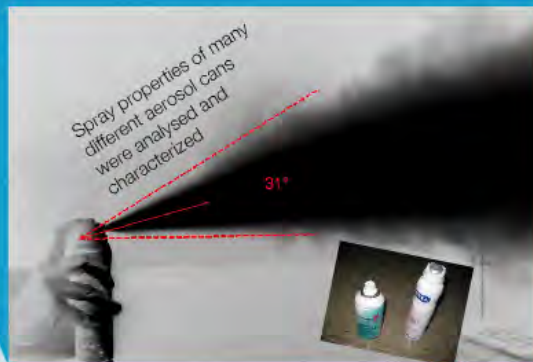 Spray properties of many
different aerosol cans
were analysed and
characterized
31°